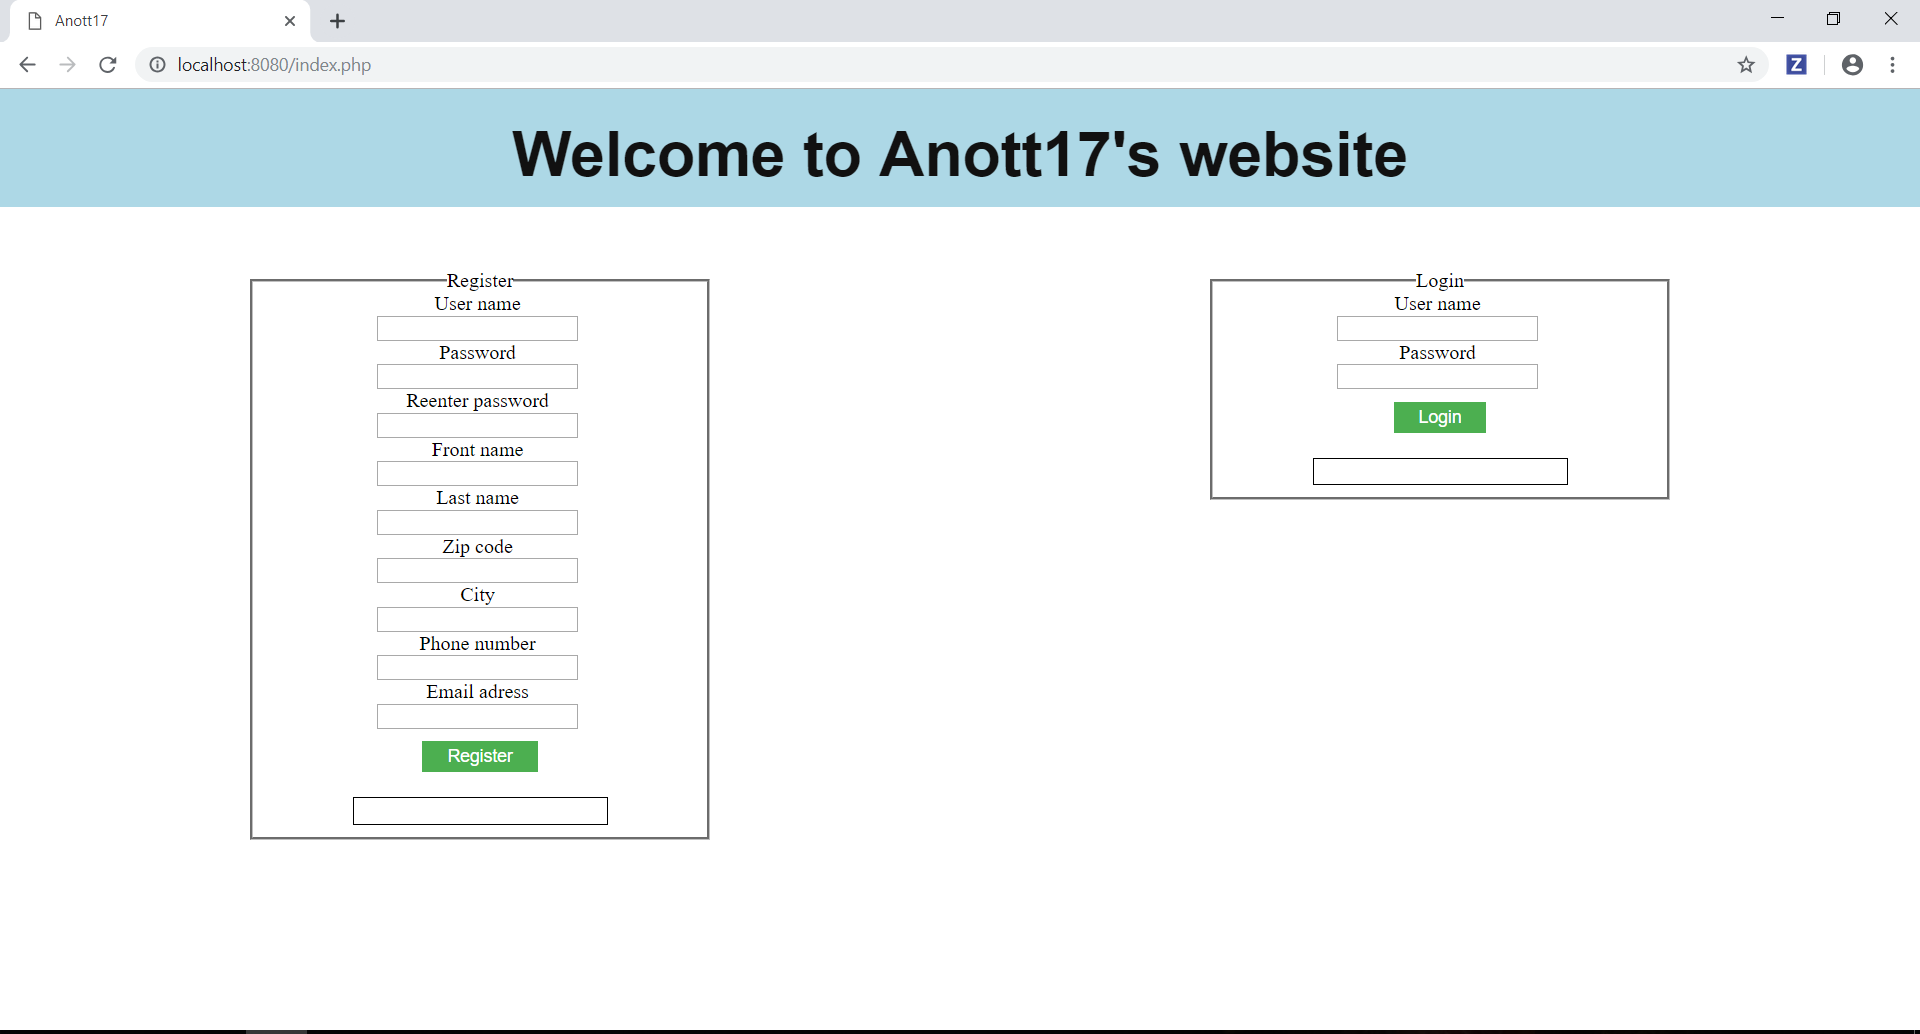 Anott17
localhost:8080/index.php
Z
Welcome to Anott17's website
Register
User name
Password
Reenter password
Front name
Last name
Zip code
City
Phone number
Email adress
Register
Login
User name
Password
Login